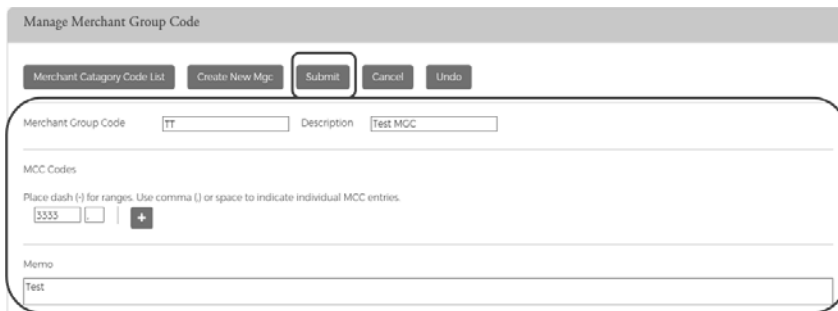 Manage Merchant Group Code
Merchant Catagory Code List Create New Mgc Submit Cancel Undo
Merchant Group Code TT Description Test MGC
MCC Codes
Place dash (-) for ranges. Use comma (,) or space to indicate individual MCC entries.
3333 , +
Memo
Test